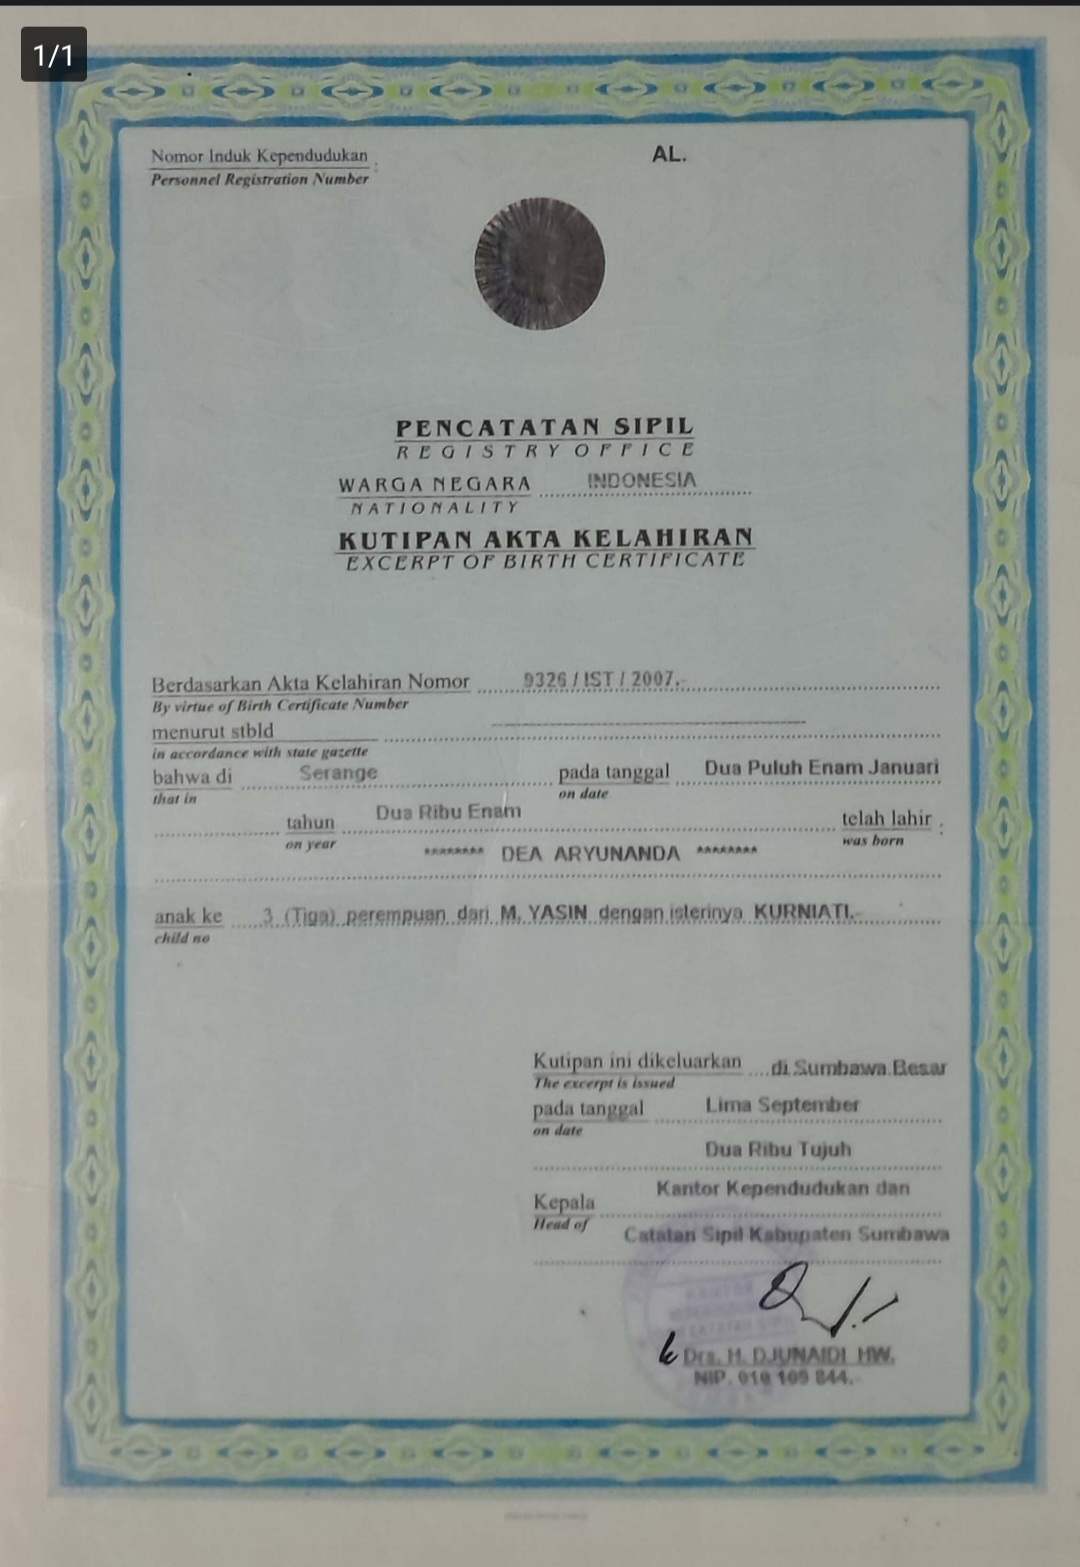 1/1
Nomor Induk Kependudukan :
Personnel Registration Number
AL.
PENCATATAN SIPIL
REGISTRY OFFICE
WARGA NEGARA INDONESIA
NATIONALITY
KUTIPAN AKTA KELAHIRAN
EXCERPT OF BIRTH CERTIFICATE
Berdasarkan Akta Kelahiran Nomor 9326 / IST / 2007.-
By virtue of Birth Certificate Number
menurut stbld
in accordance with state gazette
bahwa di Serange pada tanggal Dua Puluh Enam Januari
that in on date
tahun Dua Ribu Enam telah lahir :
on year was born
******** DEA ARYUNANDA ********
anak ke 3 (Tiga) perempuan dari M. YASIN dengan isterinya KURNIATI.-
child no
Kutipan ini dikeluarkan di Sumbawa Besar
The excerpt is issued
pada tanggal Lima September
on date
Dua Ribu Tujuh
Kepala Kantor Kependudukan dan
Head of
Catatan Sipil Kabupaten Sumbawa
Drs. H. DJUNAIDI HW.
NIP. 010 109 844.-